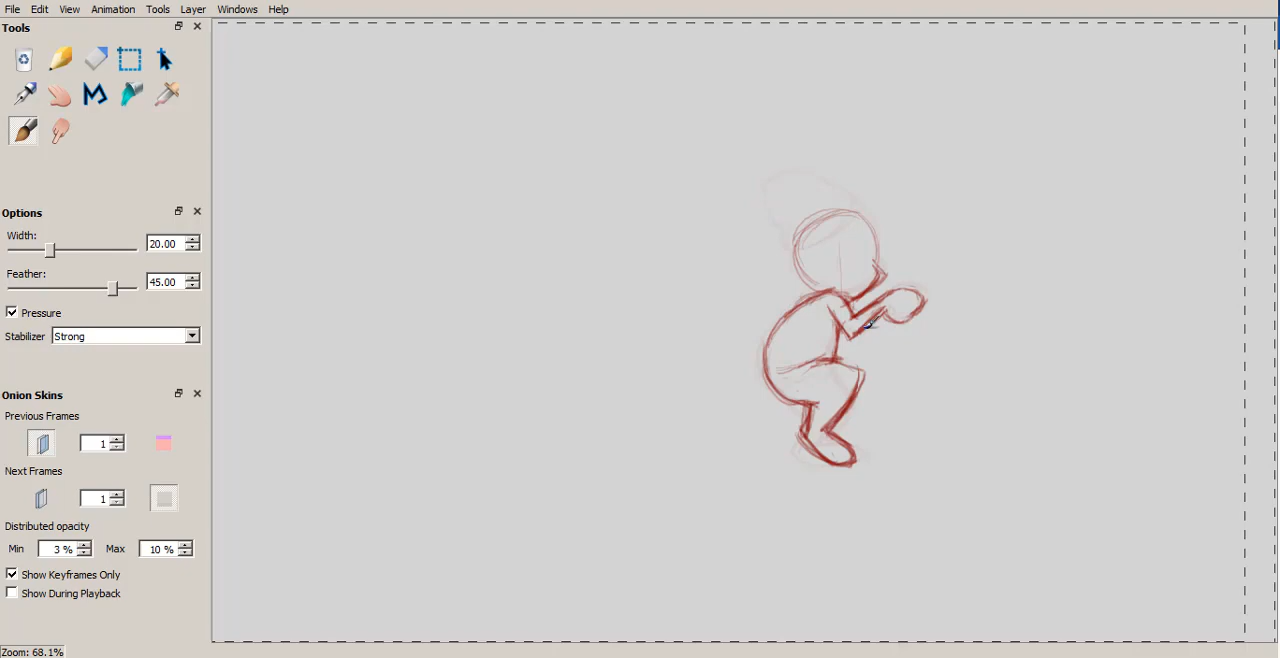 File Edit View Animation Tools Layer Windows Help
Tools
Options
Width:
20.00
Feather:
45.00
Pressure
Stabilizer Strong
Onion Skins
Previous Frames
1
Next Frames
1
Distributed opacity
Min 3 % Max 10 %
Show Keyframes Only
Show During Playback
Zoom: 68.1%